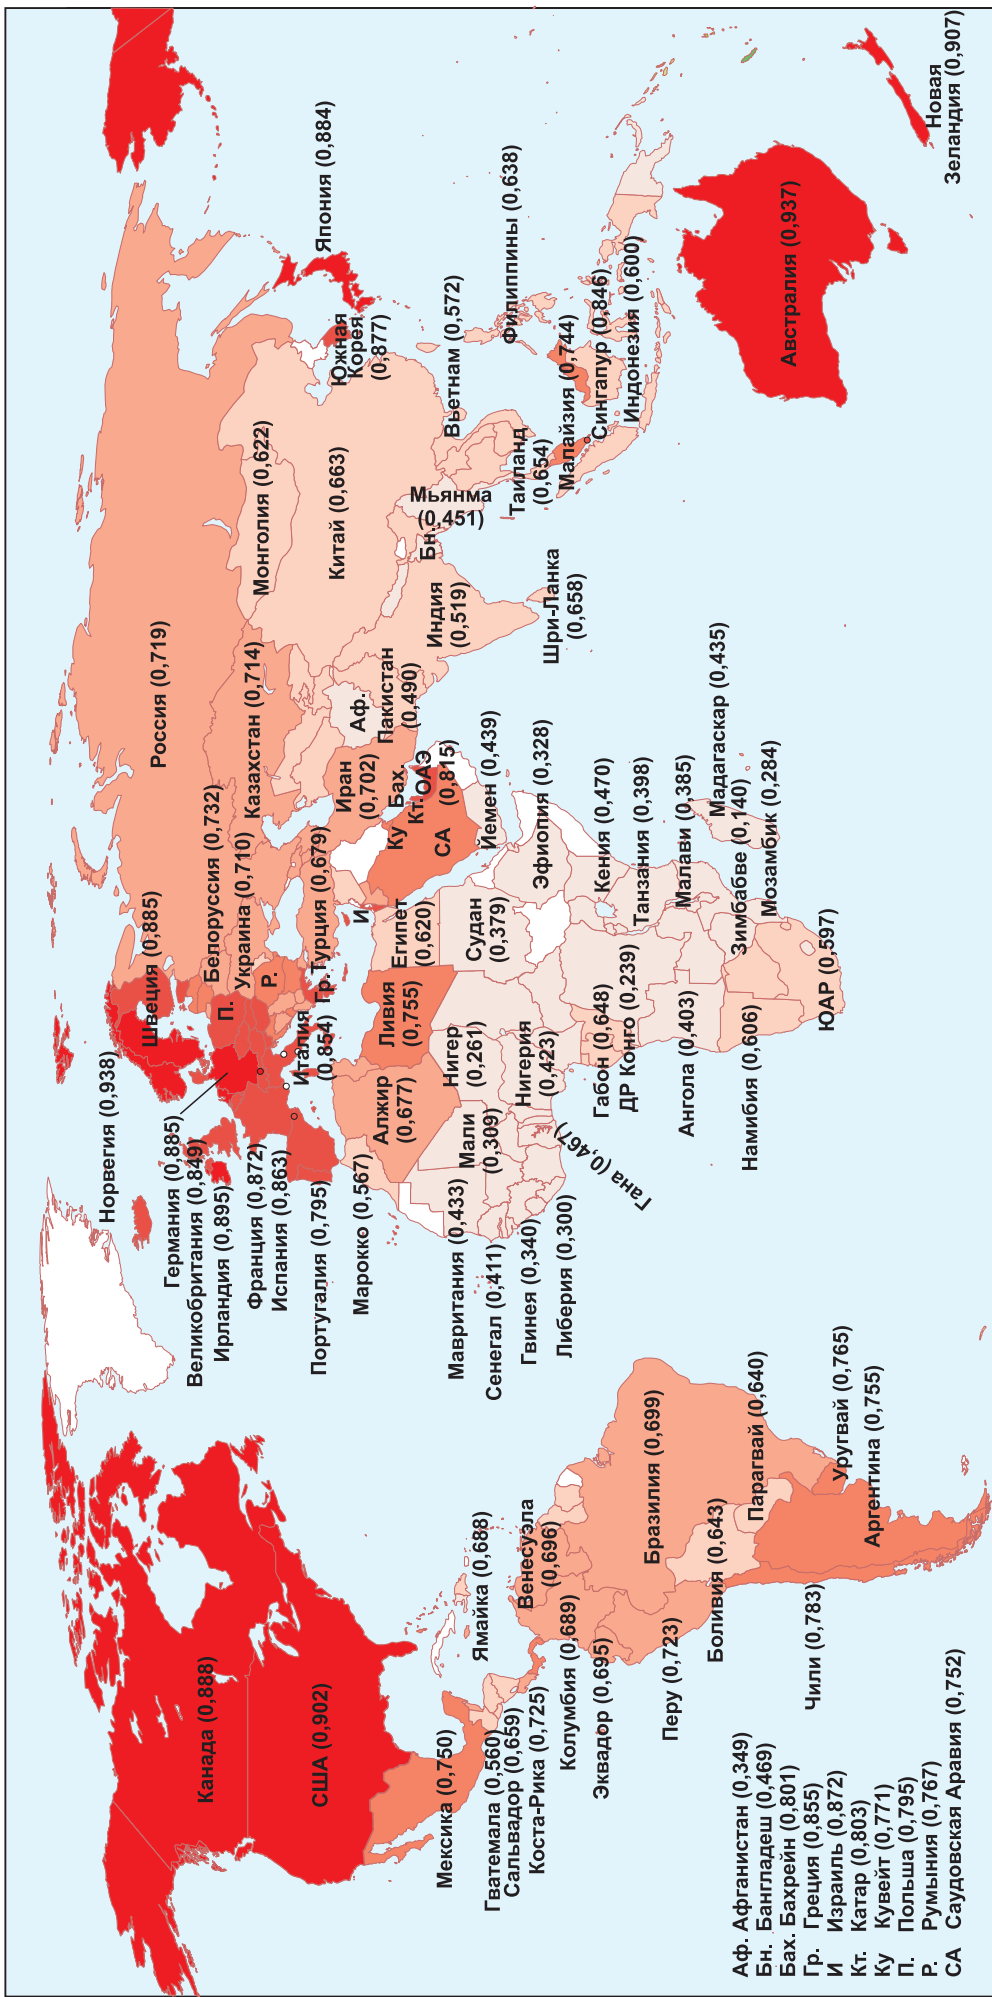 Канада (0,888)
США (0,902)
Мексика (0,750)
Гватемала (0,560)
Сальвадор (0,659)
Коста-Рика (0,725)
Ямайка (0,688)
Венесуэла
(0,696)
Колумбия (0,689)
Эквадор (0,695)
Перу (0,723)
Бразилия (0,699)
Боливия (0,643)
Парагвай (0,640)
Чили (0,783)
Уругвай (0,765)
Аргентина (0,755)
Норвегия (0,938)
Швеция (0,885)
Германия (0,885)
Великобритания (0,849)
Ирландия (0,895)
Франция (0,872)
Испания (0,863)
Португалия (0,795)
Италия
(0,854)
П.
Р.
Гр.
Белоруссия (0,732)
Украина (0,710)
Турция (0,679)
Россия (0,719)
Казахстан (0,714)
Монголия (0,622)
Китай (0,663)
Южная
Корея
(0,877)
Япония (0,884)
Марокко (0,567)
Алжир
(0,677)
Ливия
(0,755)
Египет
(0,620)
И
Ку
СА
Бах.
Кт.
ОАЭ
(0,815)
Иран
(0,702)
Аф.
Пакистан
(0,490)
Индия
(0,519)
Бн.
Мьянма
(0,451)
Вьетнам (0,572)
Таиланд
(0,654)
Филиппины (0,638)
Малайзия (0,744)
Сингапур (0,846)
Индонезия (0,600)
Шри-Ланка
(0,658)
Мавритания (0,433)
Сенегал (0,411)
Гвинея (0,340)
Либерия (0,300)
Мали
(0,309)
Нигер
(0,261)
Нигерия
(0,423)
Гана (0,467)
Судан
(0,379)
Йемен (0,439)
Эфиопия (0,328)
Габон (0,648)
ДР Конго (0,239)
Кения (0,470)
Танзания (0,398)
Ангола (0,403)
Малави (0,385)
Мадагаскар (0,435)
Намибия (0,606)
Зимбабве (0,140)
Мозамбик (0,284)
ЮАР (0,597)
Австралия (0,937)
Новая
Зеландия (0,907)
Аф. Афганистан (0,349)
Бн. Бангладеш (0,469)
Бах. Бахрейн (0,801)
Гр. Греция (0,855)
И Израиль (0,872)
Кт. Катар (0,803)
Ку Кувейт (0,771)
П. Польша (0,795)
Р. Румыния (0,767)
СА Саудовская Аравия (0,752)